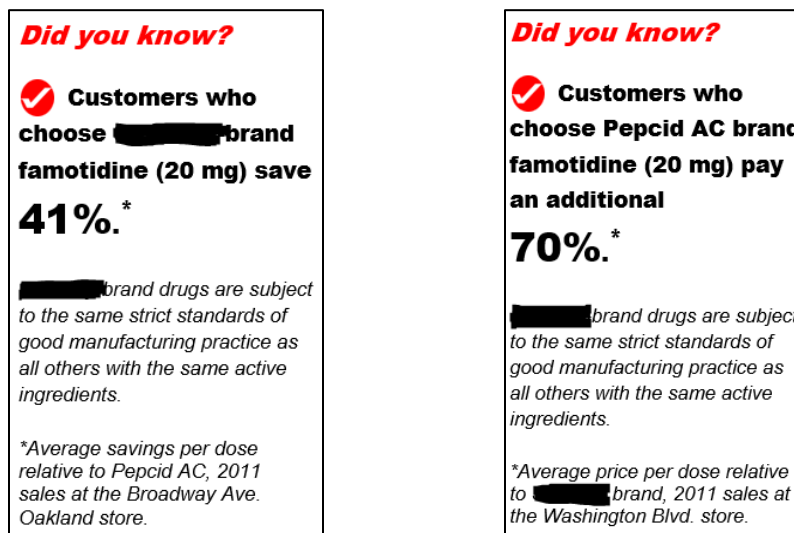 Did you know?
Customers who
choose brand
famotidine (20 mg) save
41%.*
brand drugs are subject
to the same strict standards of
good manufacturing practice as
all others with the same active
ingredients.
*Average savings per dose
relative to Pepcid AC, 2011
sales at the Broadway Ave.
Oakland store.
Did you know?
Customers who
choose Pepcid AC brand
famotidine (20 mg) pay
an additional
70%.*
brand drugs are subject
to the same strict standards of
good manufacturing practice as
all others with the same active
ingredients.
*Average price per dose relative
to brand, 2011 sales at
the Washington Blvd. store.